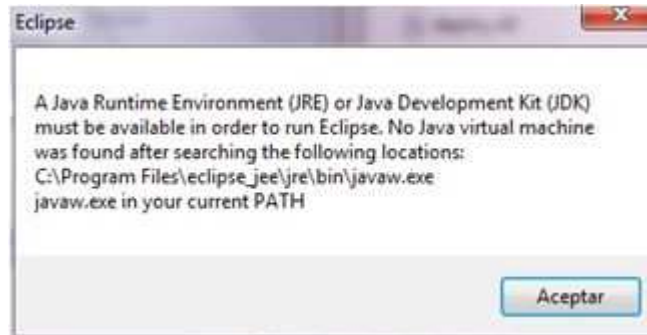 Eclipse
A Java Runtime Environment (JRE) or Java Development Kit (JDK)
must be available in order to run Eclipse. No Java virtual machine
was found after searching the following locations:
C:\Program Files\eclipse_jee\jre\bin\javaw.exe
javaw.exe in your current PATH
Aceptar